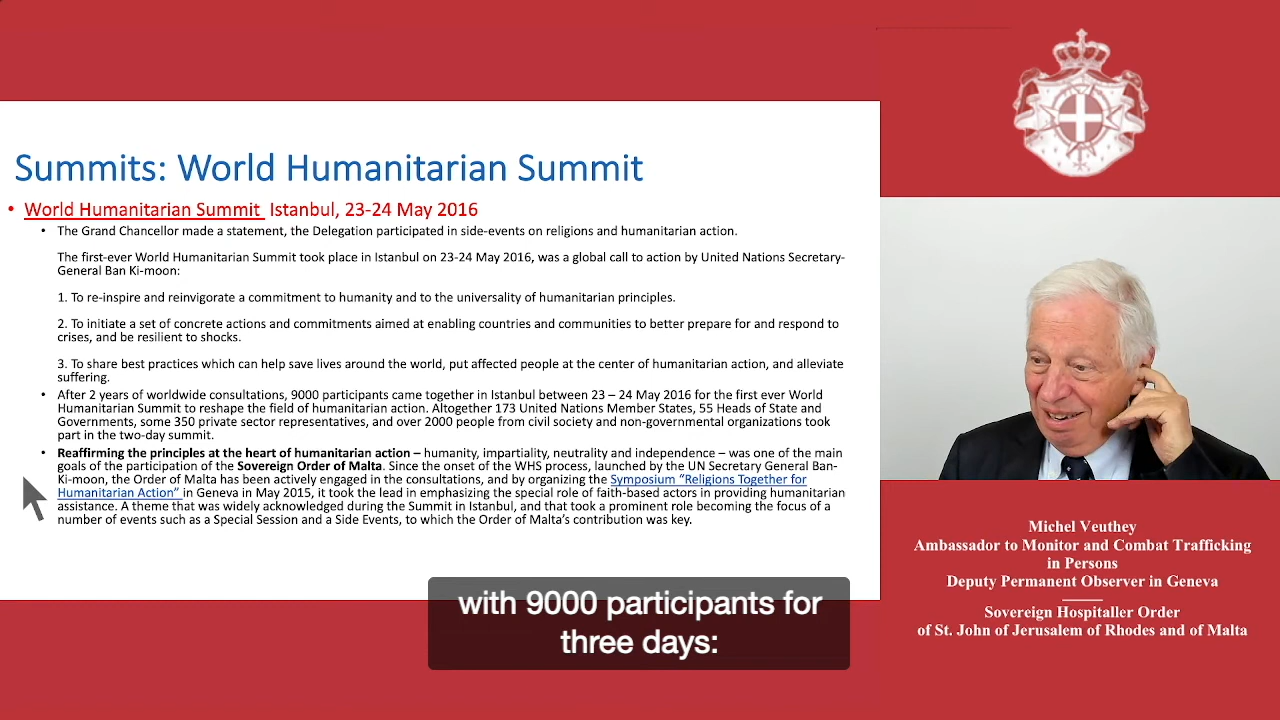 Summits: World Humanitarian Summit
• World Humanitarian Summit Istanbul, 23-24 May 2016
• The Grand Chancellor made a statement, the Delegation participated in side-events on religions and humanitarian action.
The first-ever World Humanitarian Summit took place in Istanbul on 23-24 May 2016, was a global call to action by United Nations Secretary-
General Ban Ki-moon:
1. To re-inspire and reinvigorate a commitment to humanity and to the universality of humanitarian principles.
2. To initiate a set of concrete actions and commitments aimed at enabling countries and communities to better prepare for and respond to
crises, and be resilient to shocks.
3. To share best practices which can help save lives around the world, put affected people at the center of humanitarian action, and alleviate
suffering.
• After 2 years of worldwide consultations, 9000 participants came together in Istanbul between 23 – 24 May 2016 for the first ever World
Humanitarian Summit to reshape the field of humanitarian action. Altogether 173 United Nations Member States, 55 Heads of State and
Governments, some 350 private sector representatives, and over 2000 people from civil society and non-governmental organizations took
part in the two-day summit.
• Reaffirming the principles at the heart of humanitarian action – humanity, impartiality, neutrality and independence – was one of the main
goals of the participation of the Sovereign Order of Malta. Since the onset of the WHS process, launched by the UN Secretary General Ban-
Ki-moon, the Order of Malta has been actively engaged in the consultations, and by organizing the Symposium “Religions Together for
Humanitarian Action” in Geneva in May 2015, it took the lead in emphasizing the special role of faith-based actors in providing humanitarian
assistance. A theme that was widely acknowledged during the Summit in Istanbul, and that took a prominent role becoming the focus of a
number of events such as a Special Session and a Side Events, to which the Order of Malta’s contribution was key.
Michel Veuthey
Ambassador to Monitor and Combat Trafficking
in Persons
Deputy Permanent Observer in Geneva
Sovereign Hospitaller Order
of St. John of Jerusalem of Rhodes and of Malta
with 9000 participants for
three days: